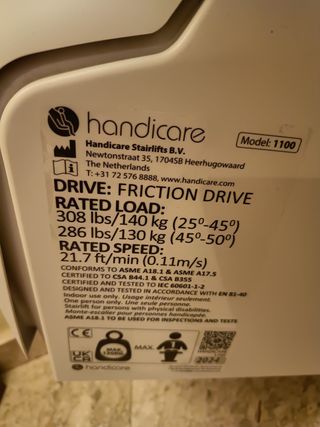 handicare
Model: 1100
Handicare Stairlifts B.V.
Newtonstraat 35, 1704SB Heerhugowaard
The Netherlands
T: +31 72 576 8888, www.handicare.com
DRIVE: FRICTION DRIVE
RATED LOAD:
308 lbs/140 kg (25º-45º)
286 lbs/130 kg (45º-50º)
RATED SPEED:
21.7 ft/min (0.11m/s)
CONFORMS TO ASME A18.1 & ASME A17.5
CERTIFIED TO CSA B44.1 & CSA B355
CERTIFIED AND TESTED TO IEC 60601-1-2
DESIGNED AND TESTED IN ACCORDANCE WITH EN 81-40
Indoor use only. Usage intérieur seulement.
One person only. Une seule personne.
Stairlift for persons with physical disabilities.
Monte-escalier pour personnes handicapée.
ASME A18.1 TO BE USED FOR INSPECTIONS AND TESTS
CE
UK
CA
MAX.
MAX.
2024
handicare